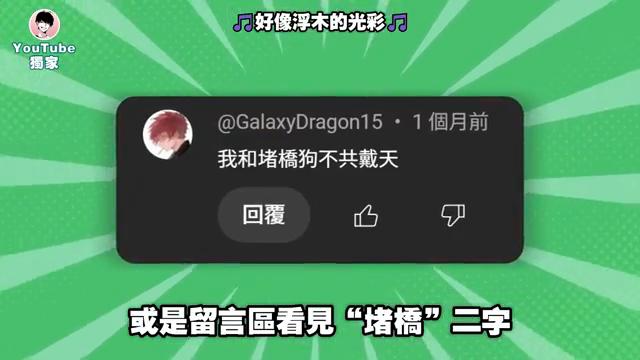 🎵好像浮木的光彩🎵
YouTube
獨家
@GalaxyDragon15 • 1 個月前
我和堵橋狗不共戴天
回覆
或是留言區看見“堵橋”二字